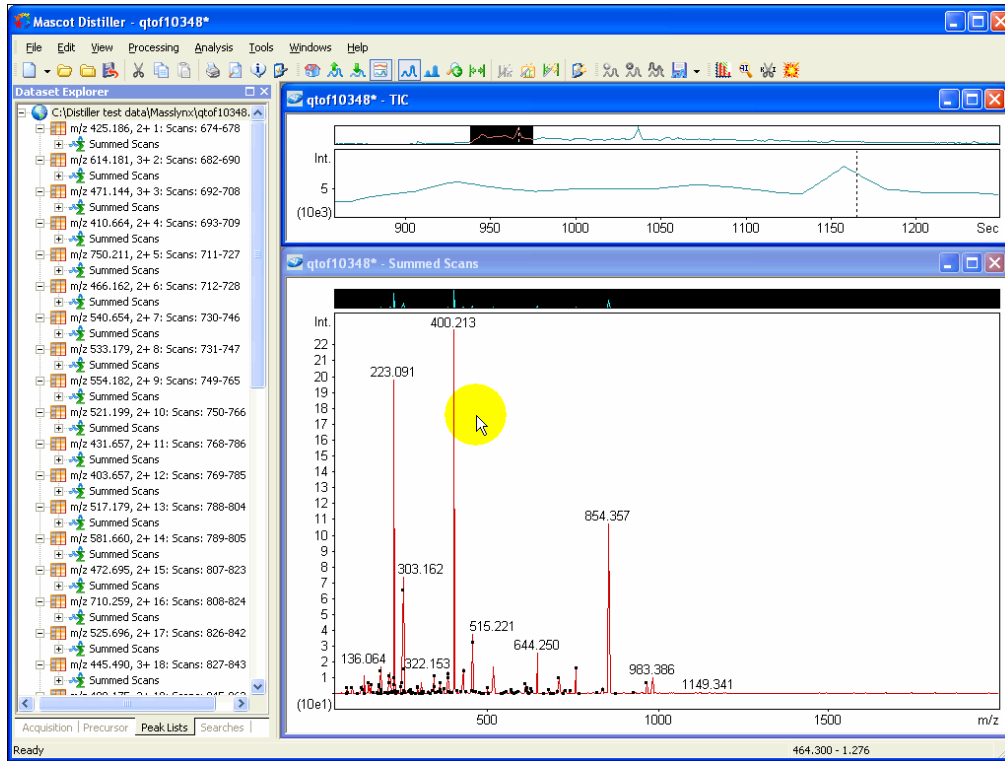 Mascot Distiller - qtof10348*
File Edit View Processing Analysis Tools Windows Help
Dataset Explorer
C:\Distiller test data\Masslynx\qtof10348.
m/z 425.186, 2+ 1: Scans: 674-678
Summed Scans
m/z 614.181, 3+ 2: Scans: 682-690
Summed Scans
m/z 471.144, 3+ 3: Scans: 692-708
Summed Scans
m/z 410.664, 2+ 4: Scans: 693-709
Summed Scans
m/z 750.211, 2+ 5: Scans: 711-727
Summed Scans
m/z 466.162, 2+ 6: Scans: 712-728
Summed Scans
m/z 540.654, 2+ 7: Scans: 730-746
Summed Scans
m/z 533.179, 2+ 8: Scans: 731-747
Summed Scans
m/z 554.182, 2+ 9: Scans: 749-765
Summed Scans
m/z 521.199, 2+ 10: Scans: 750-766
Summed Scans
m/z 431.657, 2+ 11: Scans: 768-786
Summed Scans
m/z 403.657, 2+ 12: Scans: 769-785
Summed Scans
m/z 517.179, 2+ 13: Scans: 788-804
Summed Scans
m/z 581.660, 2+ 14: Scans: 789-805
Summed Scans
m/z 472.695, 2+ 15: Scans: 807-823
Summed Scans
m/z 710.259, 2+ 16: Scans: 808-824
Summed Scans
m/z 525.696, 2+ 17: Scans: 826-842
Summed Scans
m/z 445.490, 3+ 18: Scans: 827-843
Summed Scans
Acquisition Precursor Peak Lists Searches
qtof10348* - TIC
Int.
5
(10e3)
900 950 1000 1050 1100 1150 1200 Sec
qtof10348* - Summed Scans
Int.
400.213
22
21
223.091
20
19
18
17
16
15
14
13
12
11
854.357
10
9
8
303.162
7
6
5
4
515.221
3
644.250
2
136.064 322.153 983.386
1
1149.341
(10e1)
500 1000 1500 m/z
Ready
464.300 - 1.276